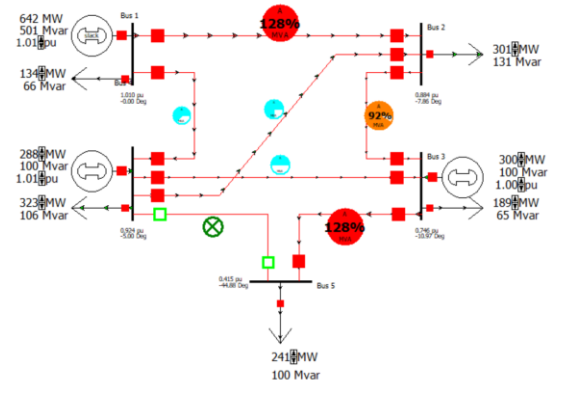 642 MW
501 Mvar
1.01 pu
slack
Bus 1
A
128%
MVA
Bus 2
301 MW
131 Mvar
134 MW
66 Mvar
Bus
1.010 pu
-0.00 Deg
0.884 pu
-7.86 Deg
A
92%
MVA
288 MW
100 Mvar
1.01 pu
Bus 3
300 MW
100 Mvar
1.00 pu
323 MW
106 Mvar
189 MW
65 Mvar
0.924 pu
-5.00 Deg
A
128%
MVA
0.746 pu
-10.97 Deg
0.415 pu
-44.88 Deg
Bus 5
241 MW
100 Mvar